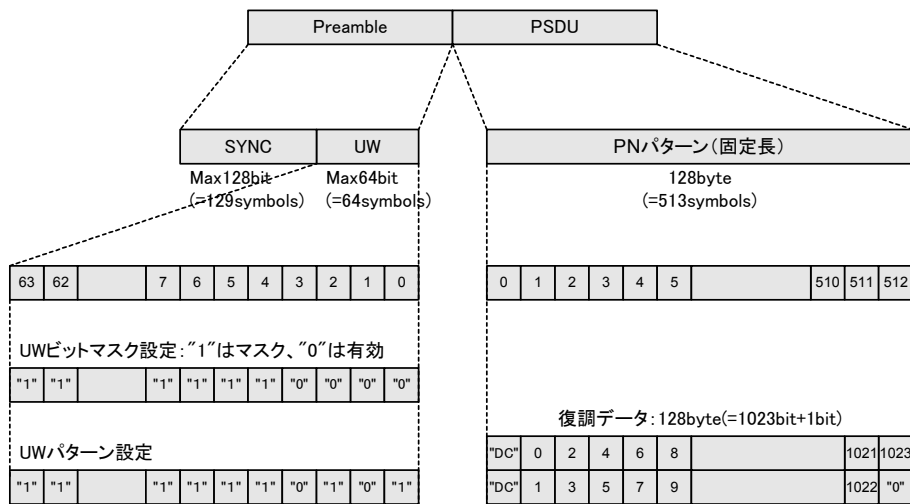 Preamble PSDU
SYNC UW PNパターン(固定長)
Max128bit Max64bit 128byte
(=129symbols) (=64symbols) (=513symbols)
63 62 7 6 5 4 3 2 1 0 0 1 2 3 4 5 510 511 512
UWビットマスク設定:"1"はマスク、"0"は有効
"1" "1" "1" "1" "1" "1" "0" "0" "0" "0"
復調データ:128byte(=1023bit+1bit)
UWパターン設定
"DC" 0 2 4 6 8 1021 1023
"1" "1" "1" "1" "1" "1" "0" "1" "0" "1" "DC" 1 3 5 7 9 1022 "0"